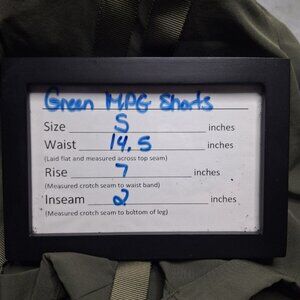 Green MPG Shorts
Size S inches
Waist 14.5 inches
(Laid flat and measured across top seam)
Rise 7 inches
(Measured crotch seam to waist band)
Inseam 2 inches
(Measured crotch seam to bottom of leg)